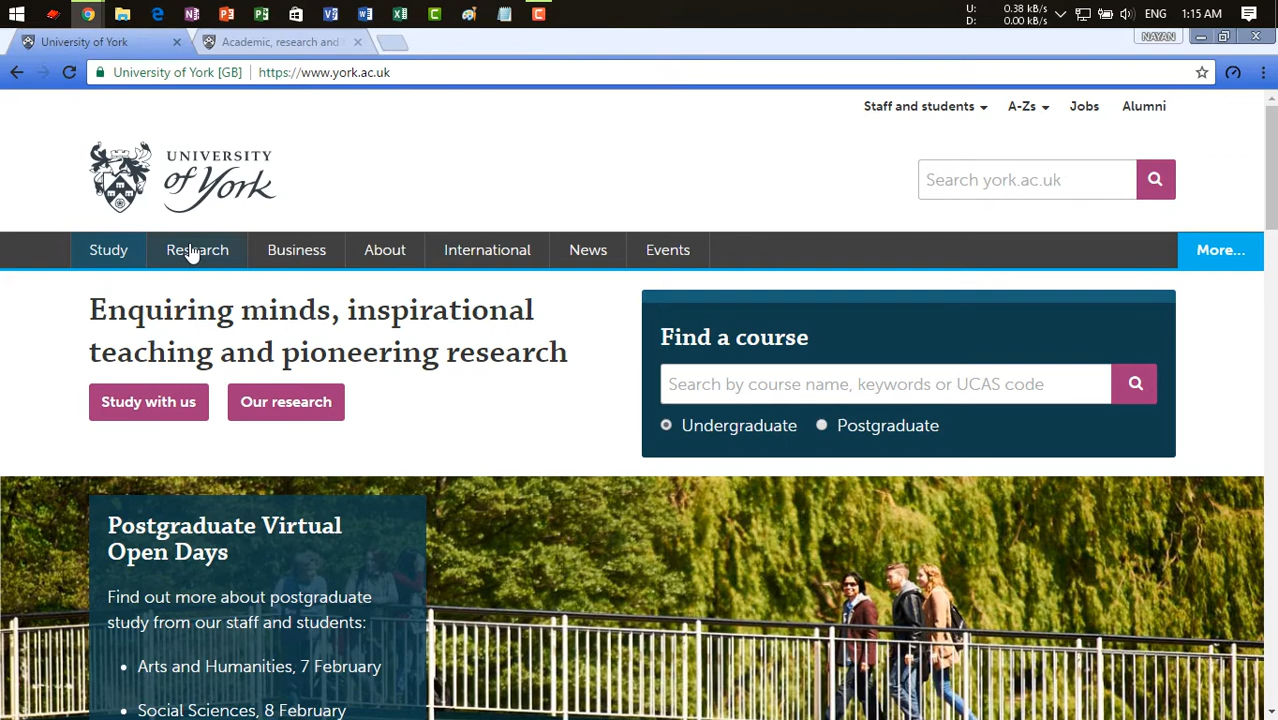 U: 0.38 kB/s
D: 0.00 kB/s
ENG
1:15 AM
University of York
Academic, research and
NAYAN
University of York [GB]
https://www.york.ac.uk
Staff and students
A-Zs
Jobs
Alumni
UNIVERSITY
of York
Search york.ac.uk
Study
Research
Business
About
International
News
Events
More...
Enquiring minds, inspirational
teaching and pioneering research
Study with us
Our research
Find a course
Search by course name, keywords or UCAS code
Undergraduate
Postgraduate
Postgraduate Virtual
Open Days
Find out more about postgraduate
study from our staff and students:
• Arts and Humanities, 7 February
• Social Sciences, 8 February